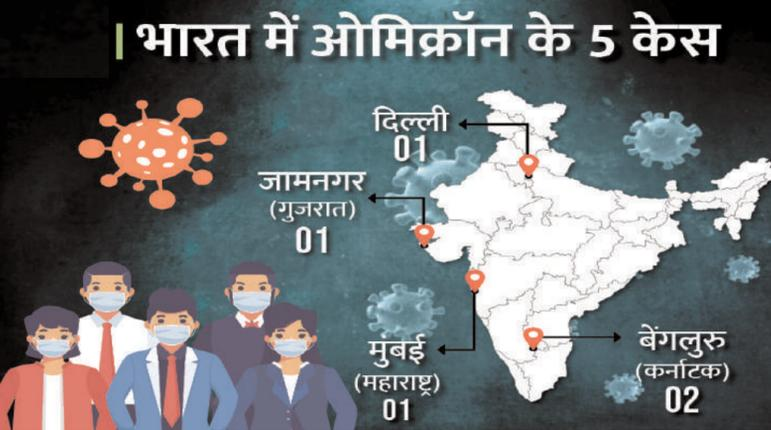 भारत में ओमिक्रॉन के 5 केस
दिल्ली
01
जामनगर
(गुजरात)
01
मुंबई
(महाराष्ट्र)
01
बेंगलुरु
(कर्नाटक)
02